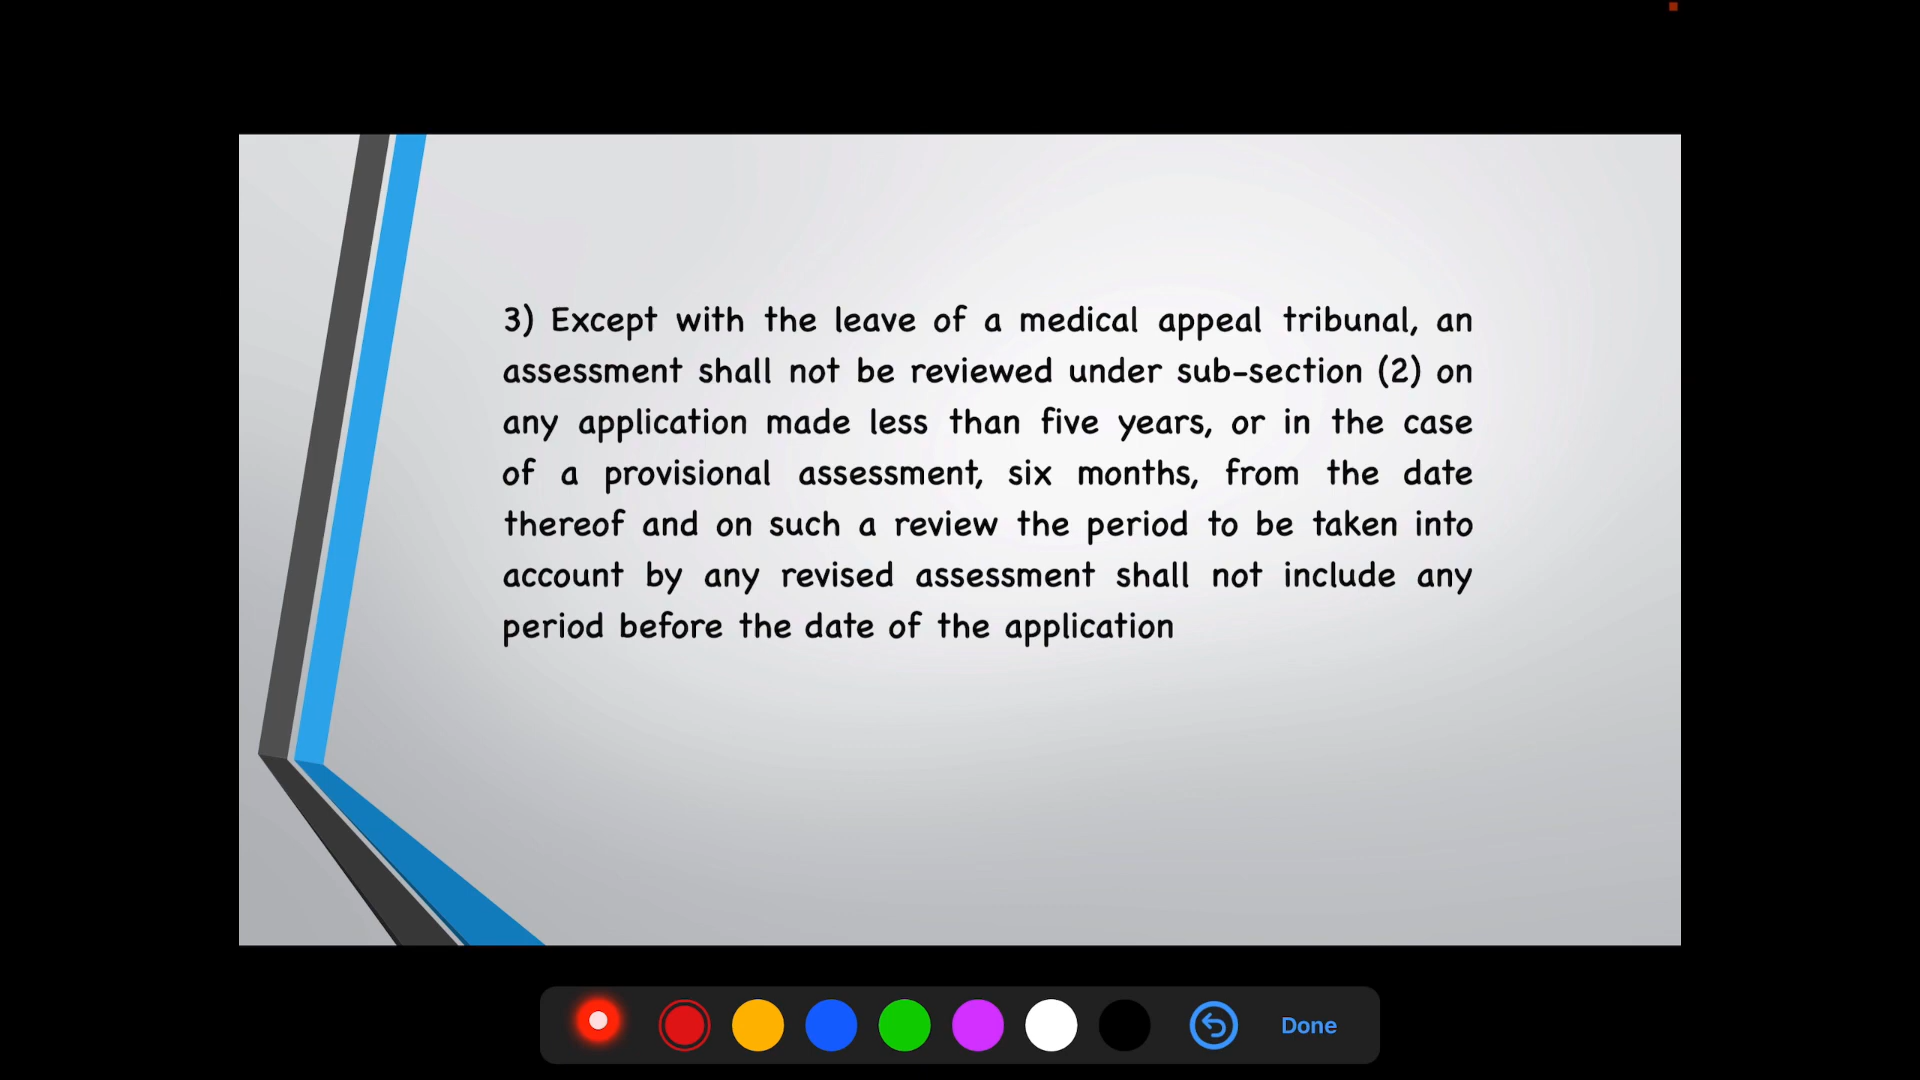 3) Except with the leave of a medical appeal tribunal, an
assessment shall not be reviewed under sub-section (2) on
any application made less than five years, or in the case
of a provisional assessment, six months, from the date
thereof and on such a review the period to be taken into
account by any revised assessment shall not include any
period before the date of the application
Done